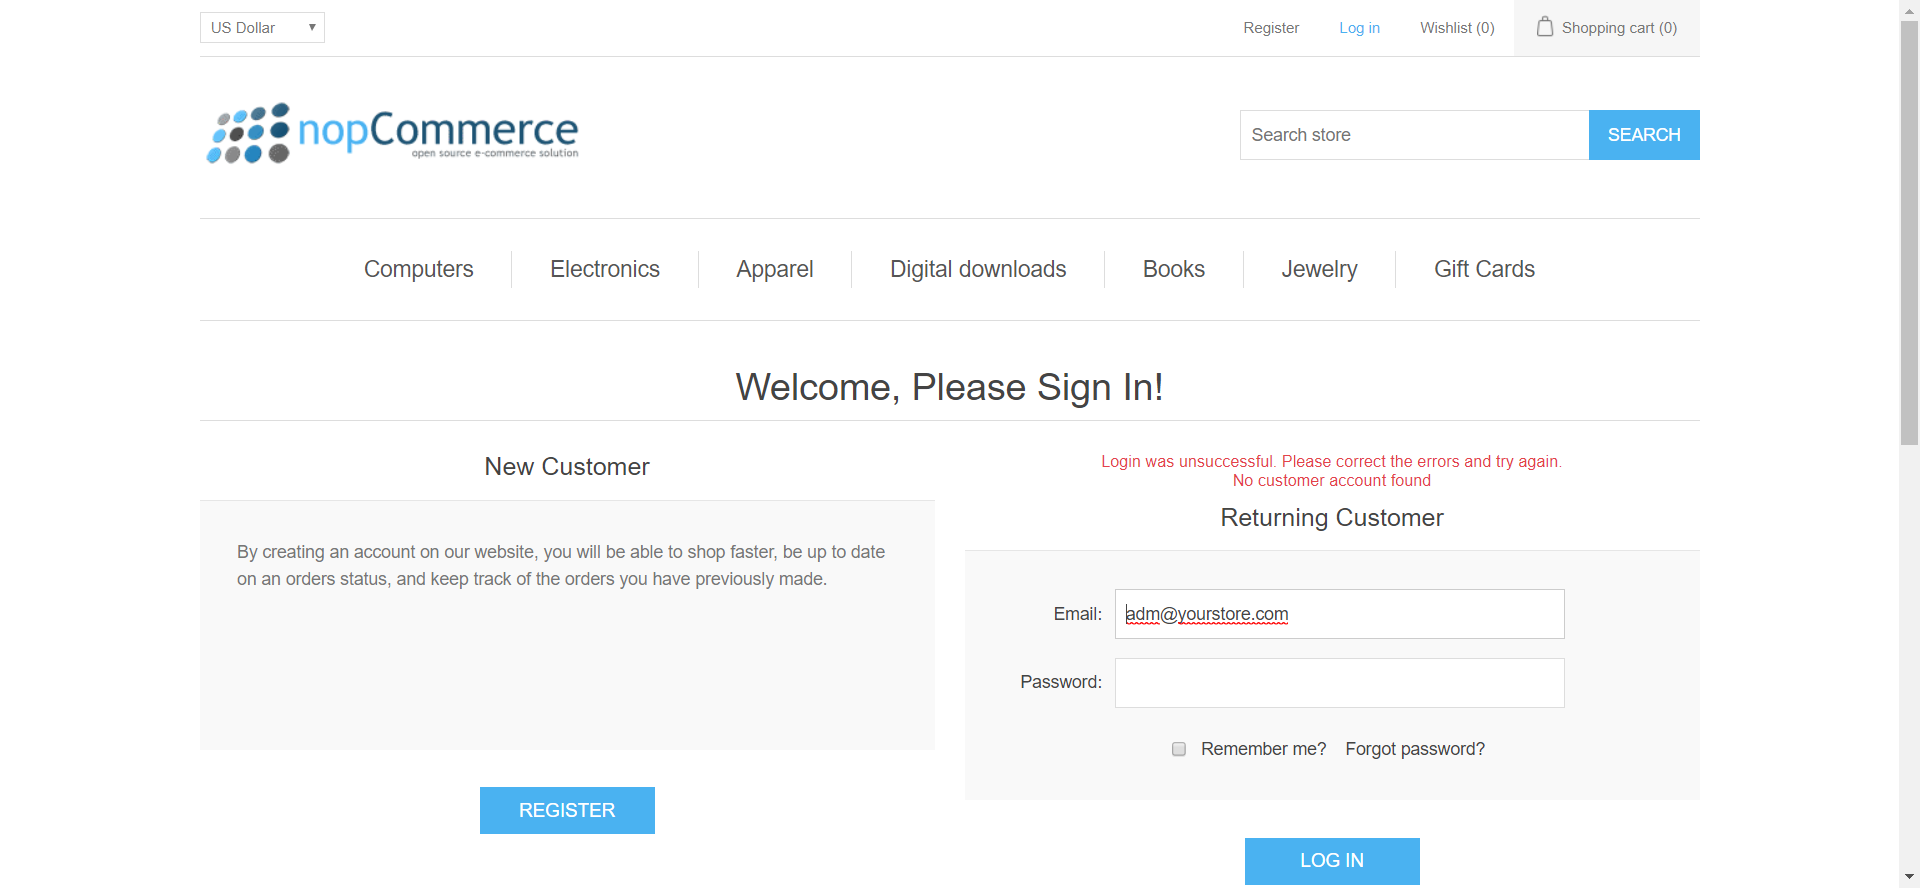 US Dollar
Register
Log in
Wishlist (0)
Shopping cart (0)
nopCommerce
open source e-commerce solution
Search store
SEARCH
Computers
Electronics
Apparel
Digital downloads
Books
Jewelry
Gift Cards
Welcome, Please Sign In!
New Customer
By creating an account on our website, you will be able to shop faster, be up to date
on an orders status, and keep track of the orders you have previously made.
REGISTER
Login was unsuccessful. Please correct the errors and try again.
No customer account found
Returning Customer
Email:
adm@yourstore.com
Password:
Remember me?
Forgot password?
LOG IN